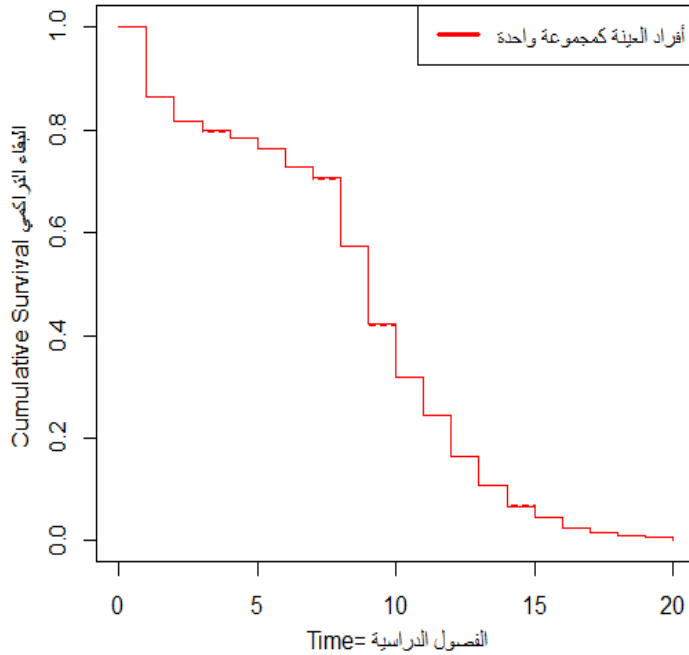 أفراد العينة كمجموعة واحدة
Cumulative Survival البقاء التراكمي
1.0
0.8
0.6
0.4
0.2
0.0
0 5 10 15 20
Time= الفصول الدراسية